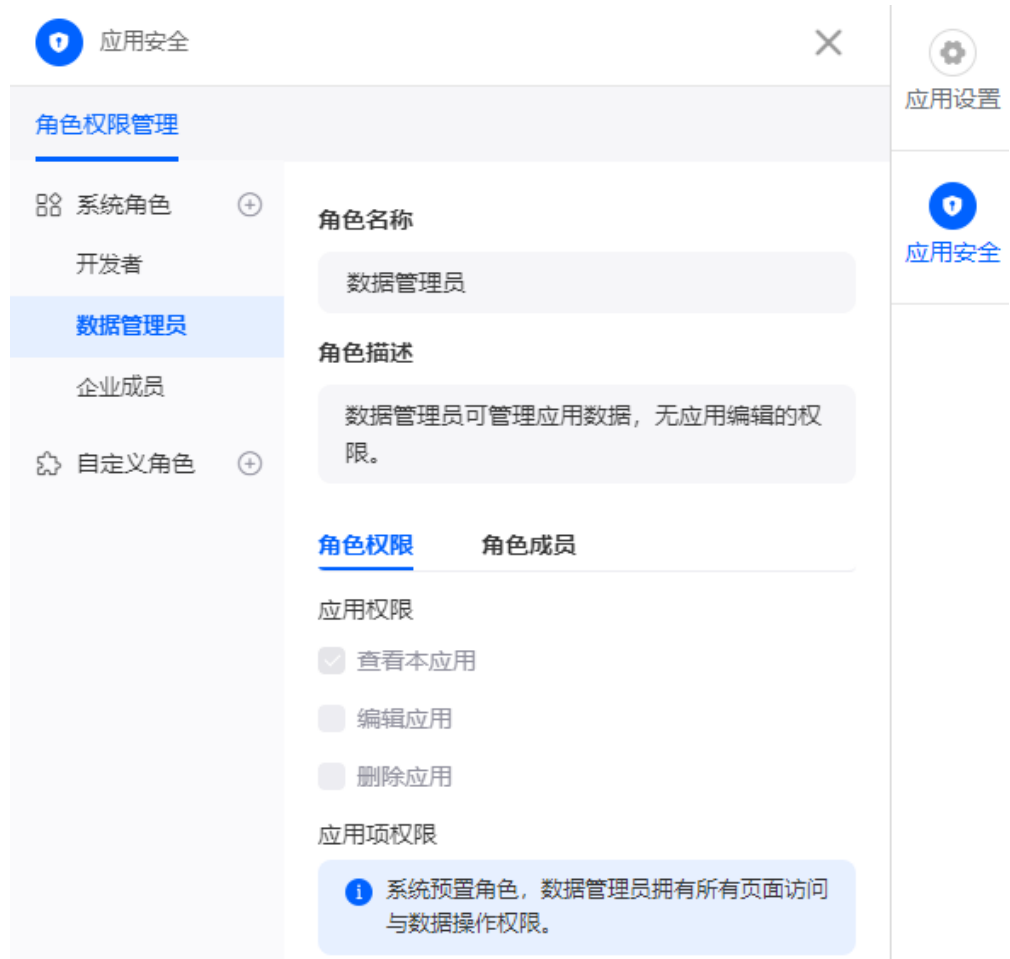 应用安全
应用设置
角色权限管理
系统角色
开发者
数据管理员
企业成员
自定义角色
角色名称
数据管理员
角色描述
数据管理员可管理应用数据，无应用编辑的权
限。
角色权限 角色成员
应用权限
查看本应用
编辑应用
删除应用
应用项权限
系统预置角色，数据管理员拥有所有页面访问
与数据操作权限。
应用安全